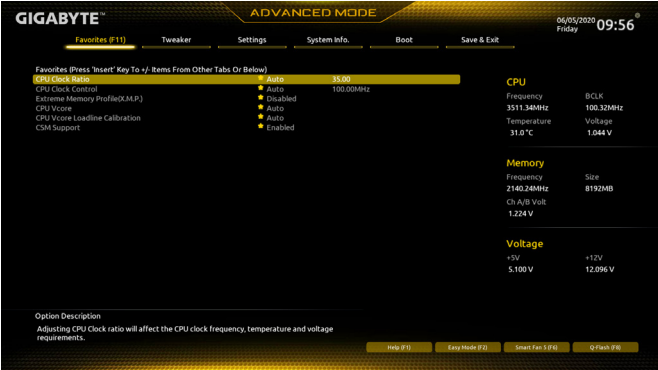 GIGABYTE™
ADVANCED MODE
06/05/2020
Friday
09:56
Favorites (F11)
Tweaker
Settings
System Info.
Boot
Save & Exit
Favorites (Press 'Insert' Key To +/- Items From Other Tabs Or Below)
CPU Clock Ratio Auto 35.00
CPU Clock Control Auto 100.00MHz
Extreme Memory Profile(X.M.P.) Disabled
CPU Vcore Auto
CPU Vcore Loadline Calibration Auto
CSM Support Enabled
CPU
Frequency BCLK
3511.34MHz 100.32MHz
Temperature Voltage
31.0 °C 1.044 V
Memory
Frequency Size
2140.24MHz 8192MB
Ch A/B Volt
1.224 V
Voltage
+5V +12V
5.100 V 12.096 V
Option Description
Adjusting CPU Clock ratio will affect the CPU clock frequency, temperature and voltage
requirements.
Help (F1)
Easy Mode (F2)
Smart Fan 5 (F6)
Q-Flash (F8)